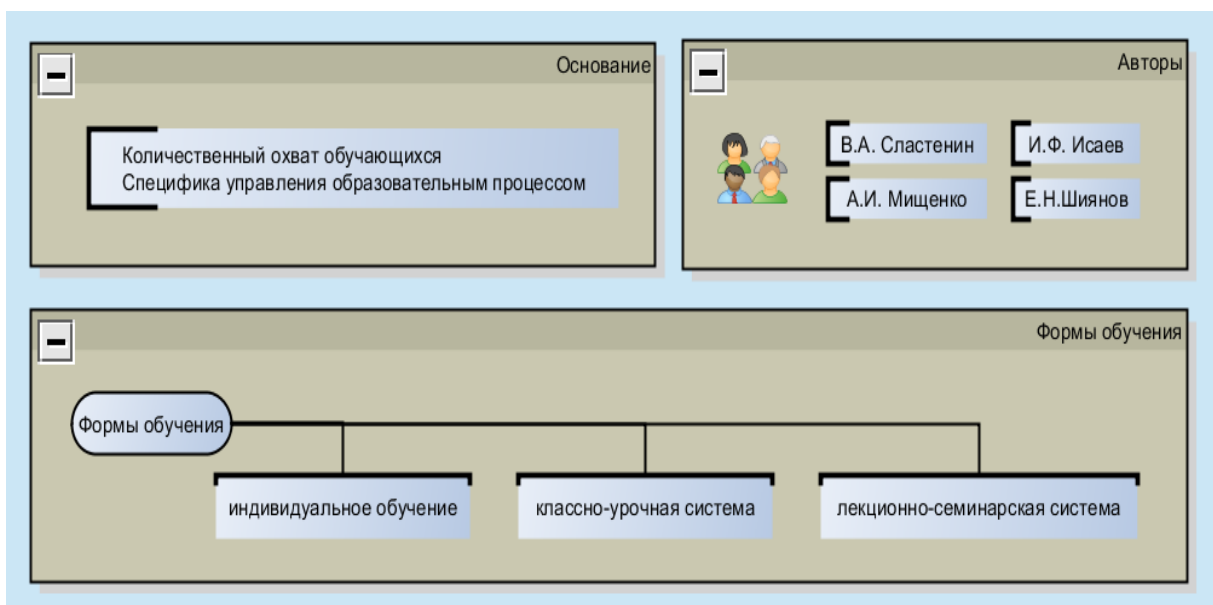 Основание
Количественный охват обучающихся
Специфика управления образовательным процессом
Авторы
В.А. Сластенин
И.Ф. Исаев
А.И. Мищенко
Е.Н.Шиянов
Формы обучения
Формы обучения
индивидуальное обучение
классно-урочная система
лекционно-семинарская система